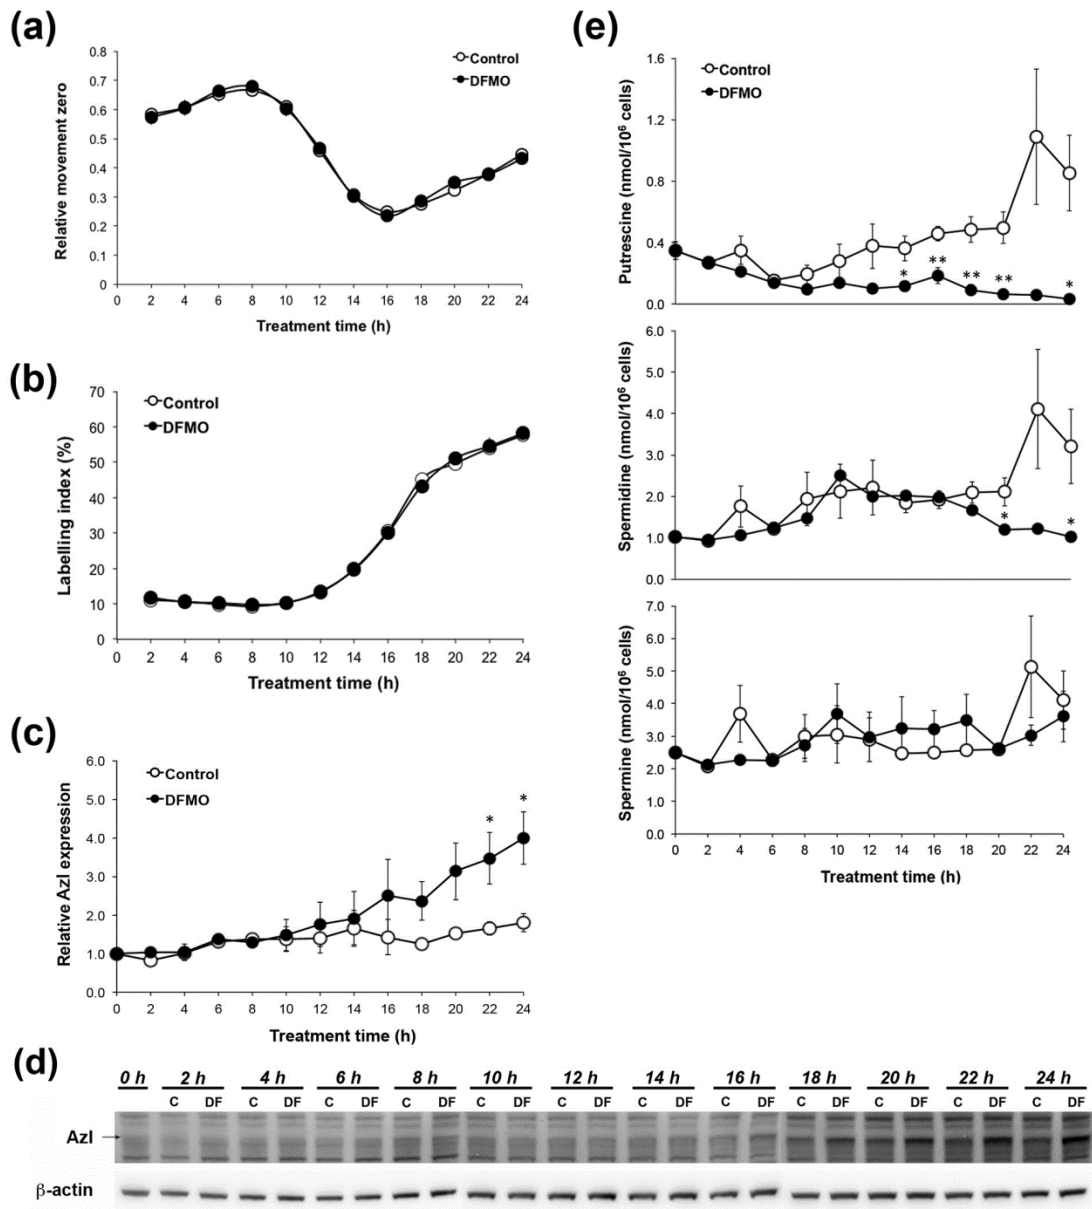 (a)
Relative movement zero
0.8
0.7
0.6
0.5
0.4
0.3
0.2
0.1
0
Control
DFMO
2 4 6 8 10 12 14 16 18 20 22 24
Treatment time (h)
(b)
Labelling index (%)
70
60
50
40
30
20
10
0
Control
DFMO
0 2 4 6 8 10 12 14 16 18 20 22 24
Treatment time (h)
(c)
Relative AzI expression
6.0
5.0
4.0
3.0
2.0
1.0
0.0
Control
DFMO
* *
0 2 4 6 8 10 12 14 16 18 20 22 24
Treatment time (h)
(e)
Putrescine (nmol/10⁶ cells)
1.6
1.2
0.8
0.4
0.0
Control
DFMO
* ** ** ** *
Spermidine (nmol/10⁶ cells)
6.0
5.0
4.0
3.0
2.0
1.0
0.0
* *
Spermine (nmol/10⁶ cells)
7.0
6.0
5.0
4.0
3.0
2.0
1.0
0.0
0 2 4 6 8 10 12 14 16 18 20 22 24
Treatment time (h)
(d)
0 h 2 h 4 h 6 h 8 h 10 h 12 h 14 h 16 h 18 h 20 h 22 h 24 h
C DF C DF C DF C DF C DF C DF C DF C DF C DF C DF C DF C DF
AzI
β-actin